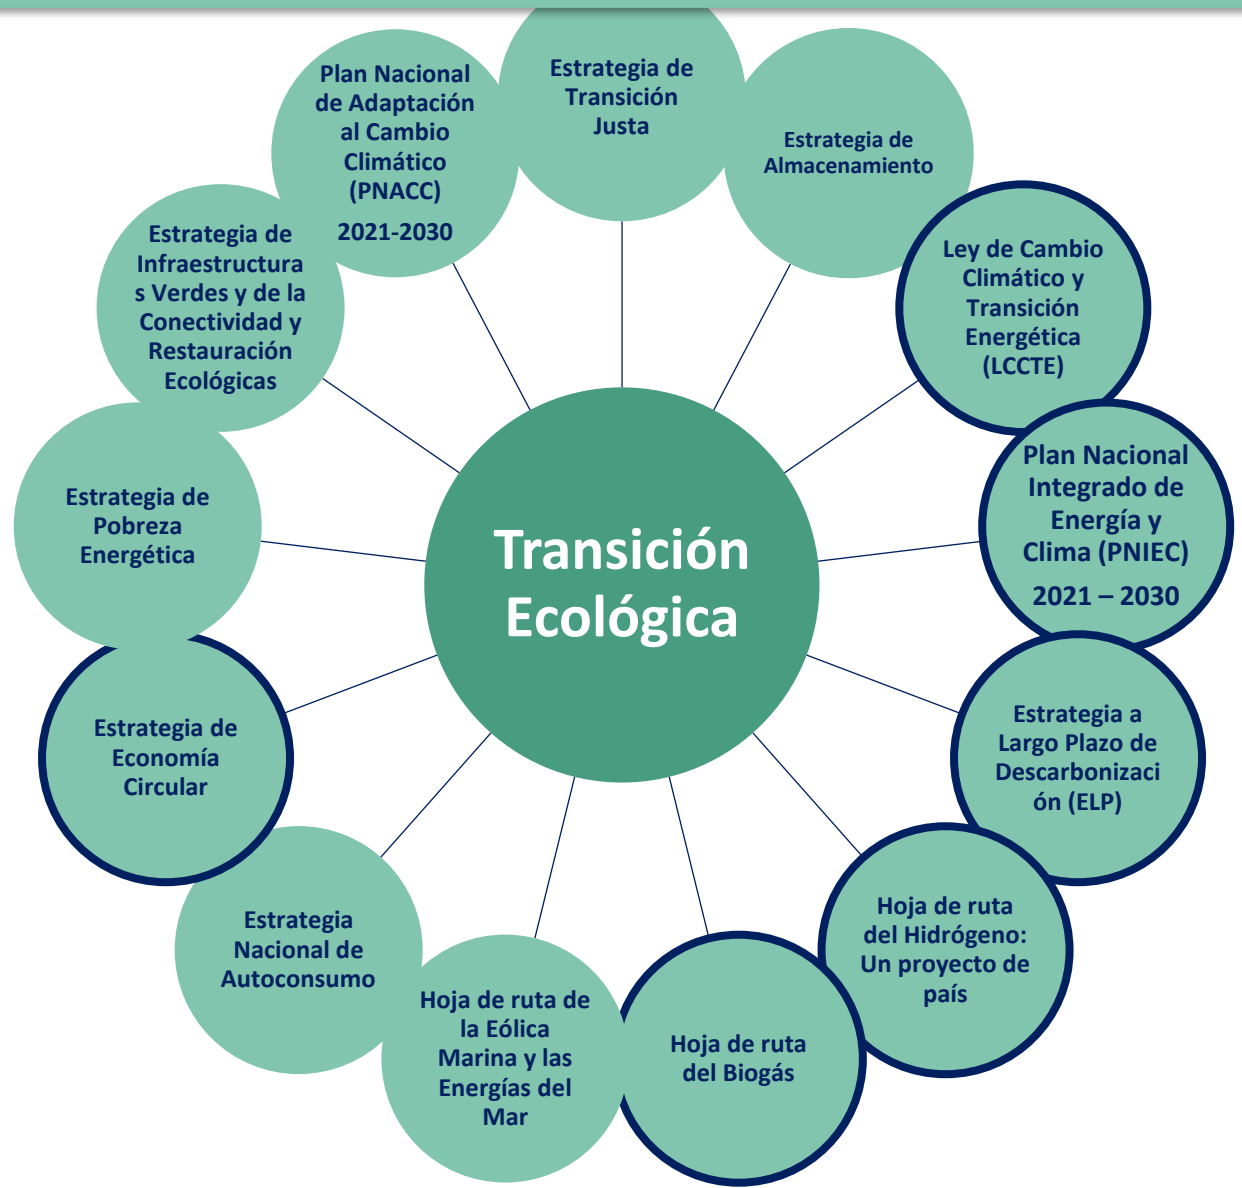 Estrategia de
Transición
Justa
Estrategia de
Almacenamiento
Ley de Cambio
Climático y
Transición
Energética
(LCCTE)
Plan Nacional
Integrado de
Energía y
Clima (PNIEC)
2021 – 2030
Estrategia a
Largo Plazo de
Descarbonizaci
ón (ELP)
Hoja de ruta
del Hidrógeno:
Un proyecto de
país
Hoja de ruta
del Biogás
Hoja de ruta de
la Eólica
Marina y las
Energías del
Mar
Estrategia
Nacional de
Autoconsumo
Estrategia de
Economía
Circular
Estrategia de
Pobreza
Energética
Estrategia de
Infraestructura
s Verdes y de la
Conectividad y
Restauración
Ecológicas
Plan Nacional
de Adaptación
al Cambio
Climático
(PNACC)
2021-2030
Transición
Ecológica